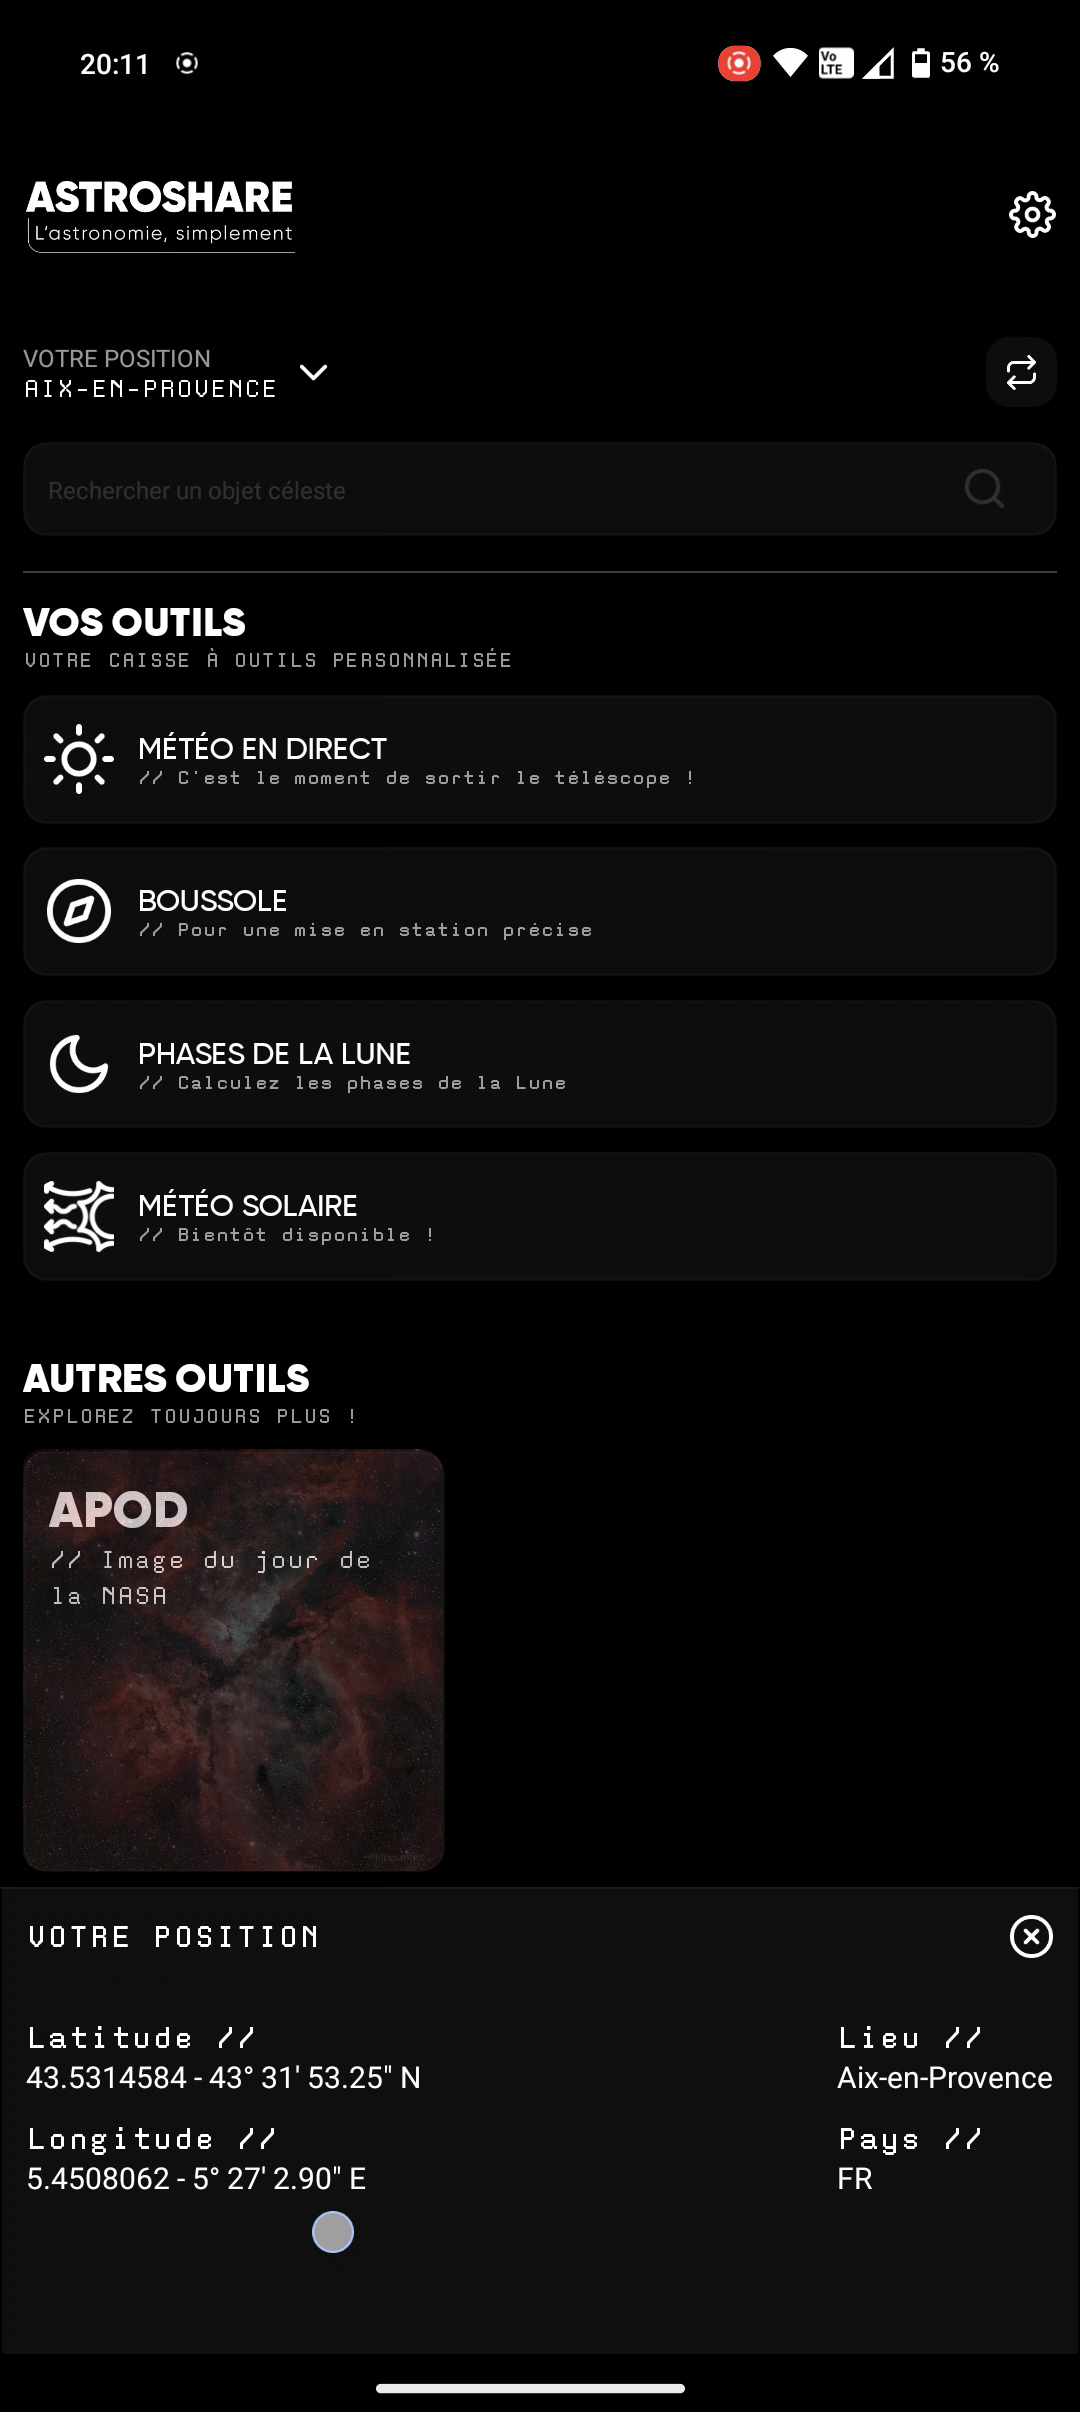 20:11
Vo LTE
56 %
ASTROSHARE
L'astronomie, simplement
VOTRE POSITION
AIX-EN-PROVENCE
Rechercher un objet céleste
VOS OUTILS
VOTRE CAISSE À OUTILS PERSONNALISÉE
MÉTÉO EN DIRECT
// C'est le moment de sortir le téléscope !
BOUSSOLE
// Pour une mise en station précise
PHASES DE LA LUNE
// Calculez les phases de la Lune
MÉTÉO SOLAIRE
// Bientôt disponible !
AUTRES OUTILS
EXPLOREZ TOUJOURS PLUS !
APOD
// Image du jour de
la NASA
VOTRE POSITION
Latitude //
43.5314584 - 43° 31' 53.25" N
Lieu //
Aix-en-Provence
Longitude //
5.4508062 - 5° 27' 2.90" E
Pays //
FR